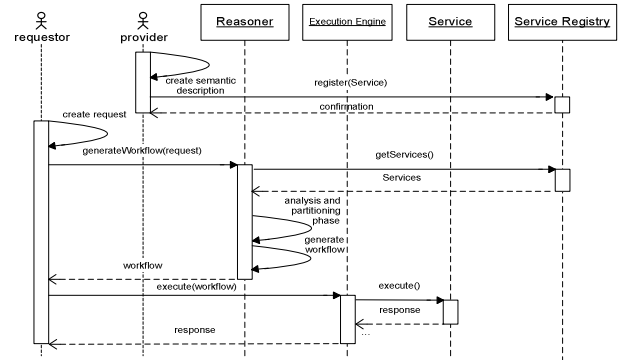 requestor
provider
Reasoner
Execution Engine
Service
Service Registry
create semantic
description
register(Service)
confirmation
create request
generateWorkflow(request)
getServices()
Services
analysis and
partitioning
phase
generate
workflow
workflow
execute(workflow)
execute()
response
...
response